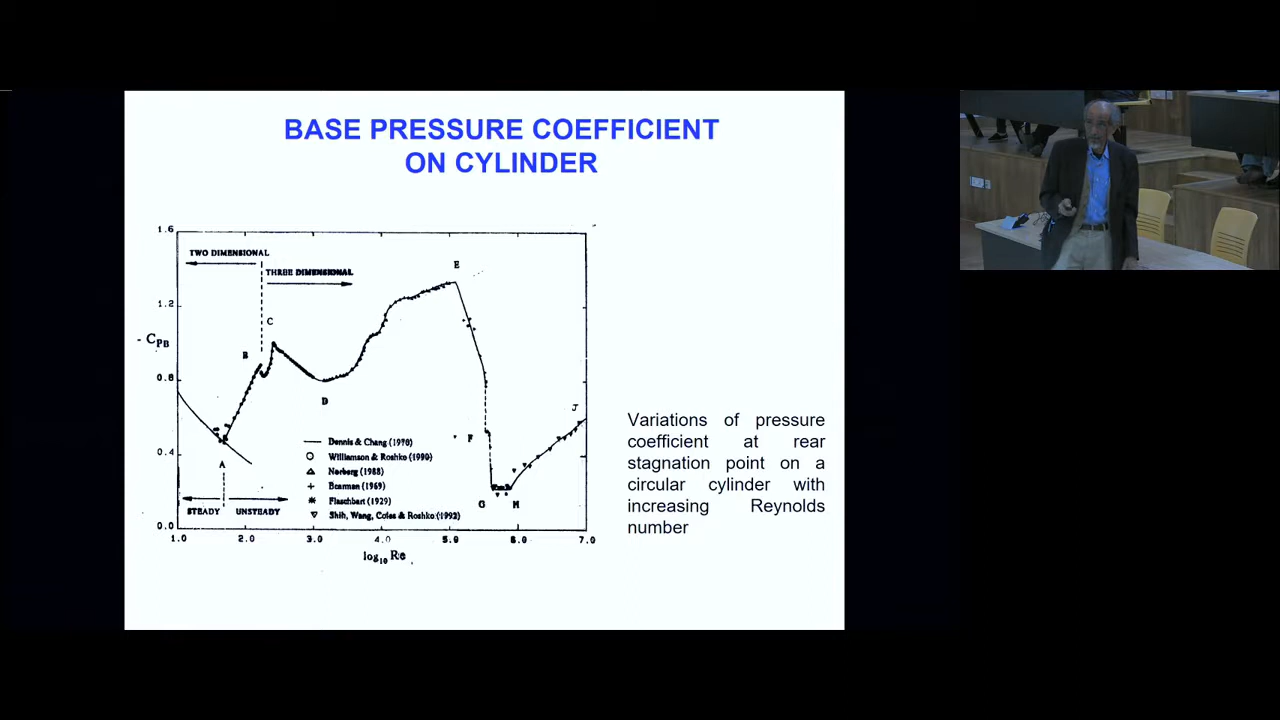 BASE PRESSURE COEFFICIENT
ON CYLINDER
1.6
TWO DIMENSIONAL
THREE DIMENSIONAL
E
1.2
C
- CPB
B
0.8
D
J
F
0.4
A
Dennis & Chang (1970)
Williamson & Roshko (1990)
Norberg (1988)
Bearman (1969)
Flaschbart (1929)
Shih, Wang, Coles & Roshko (1992)
G
H
STEADY
UNSTEADY
0.0
1.0 2.0 3.0 4.0 5.0 6.0 7.0
log10 Re
Variations of pressure
coefficient at rear
stagnation point on a
circular cylinder with
increasing Reynolds
number